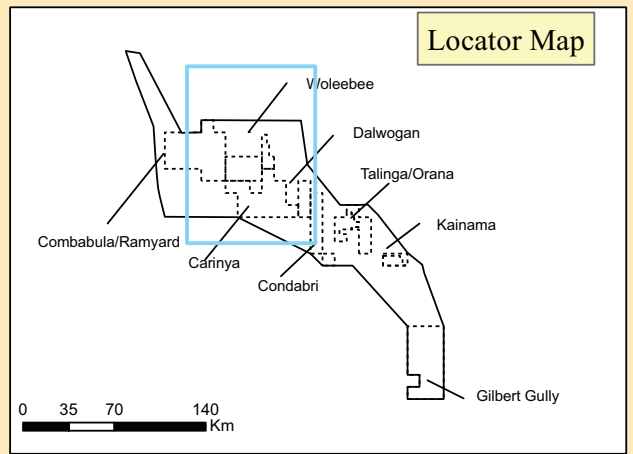 Locator Map
Woleebee
Dalwogan
Talinga/Orana
Kainama
Combabula/Ramyard
Carinya
Condabri
Gilbert Gully
0 35 70 140
Km